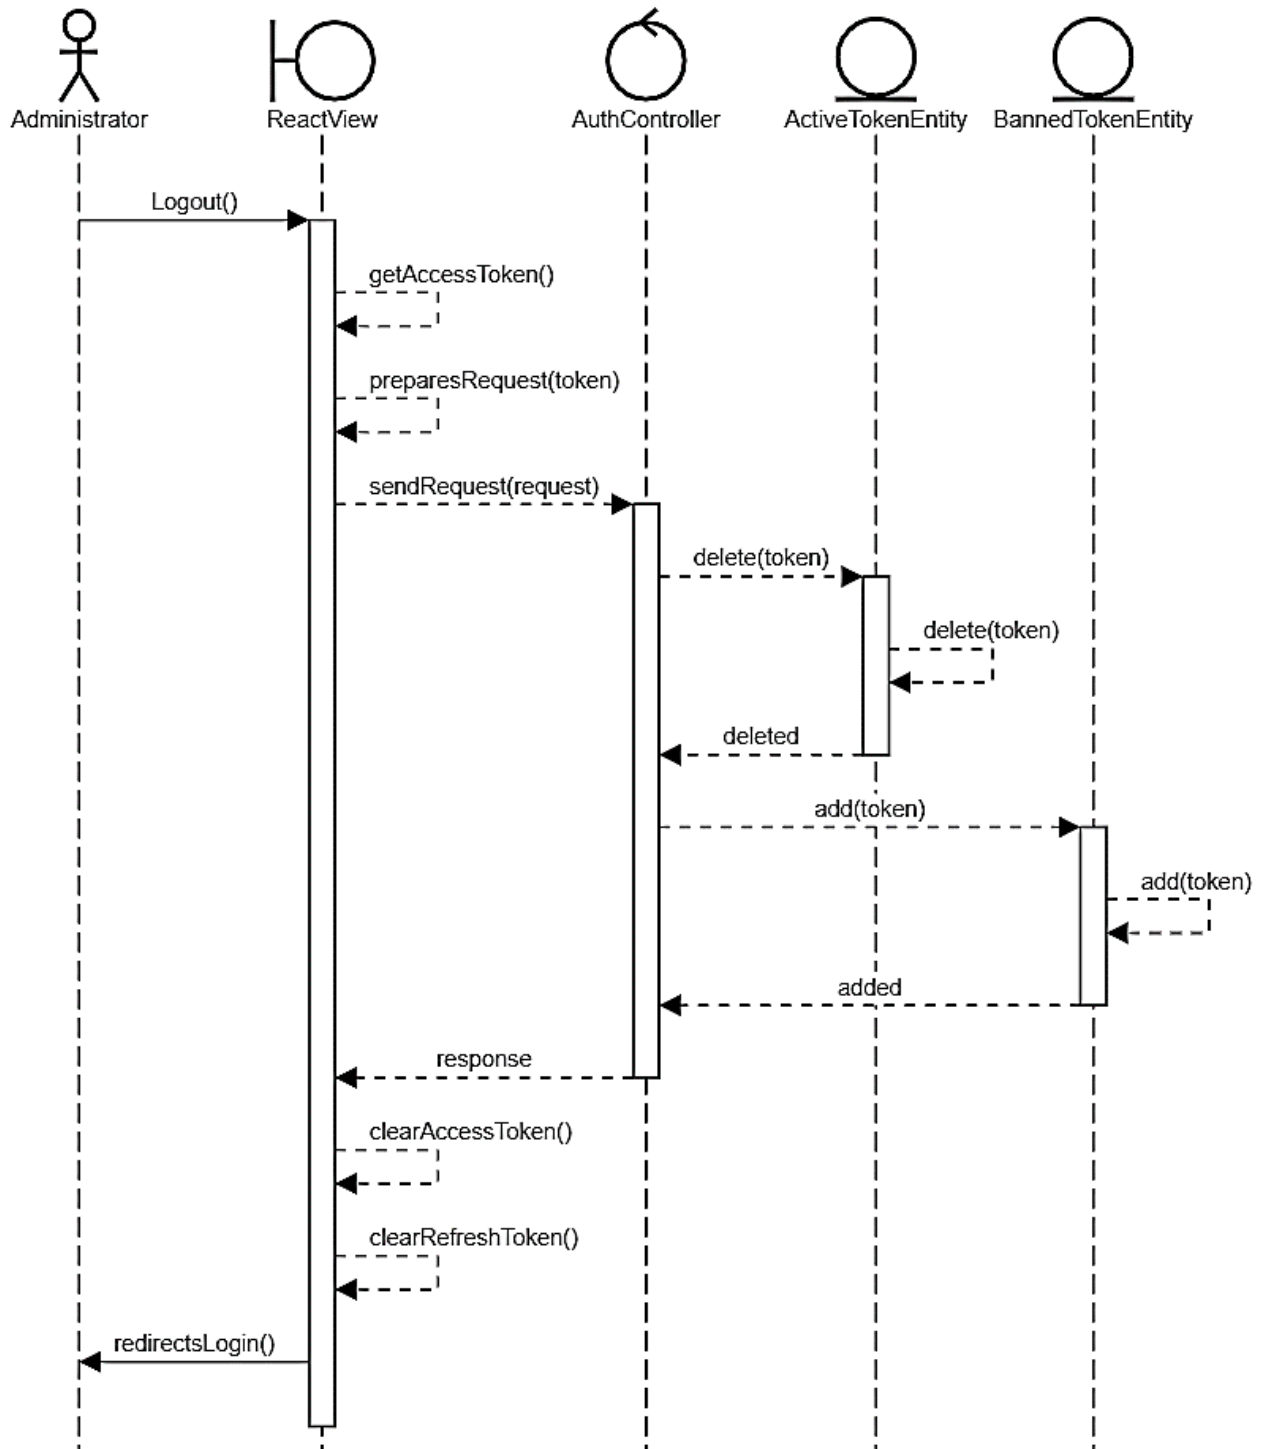 Administrator
ReactView
AuthController
ActiveTokenEntity
BannedTokenEntity
Logout()
getAccessToken()
preparesRequest(token)
sendRequest(request)
delete(token)
delete(token)
deleted
add(token)
add(token)
added
response
clearAccessToken()
clearRefreshToken()
redirectsLogin()